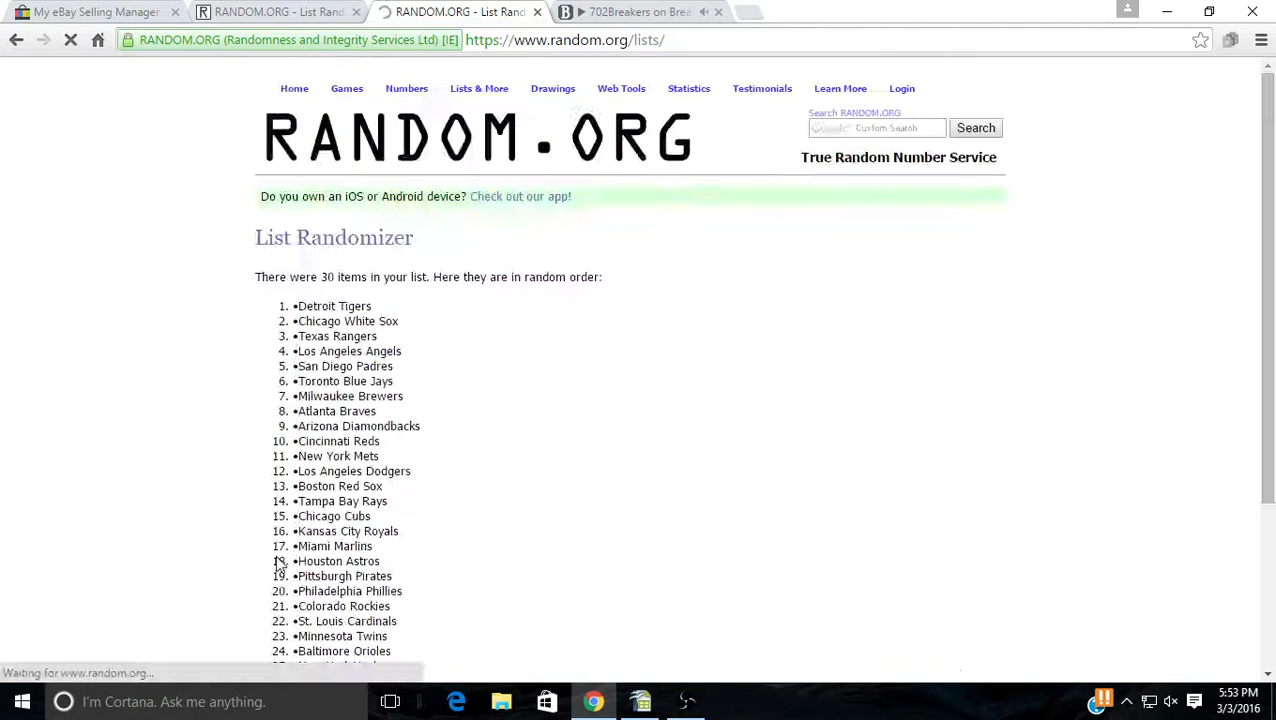 My eBay Selling Manager
RANDOM.ORG - List Rand
RANDOM.ORG - List Rand
702Breakers on Brea
RANDOM.ORG (Randomness and Integrity Services Ltd) [IE]
https://www.random.org/lists/
Home Games Numbers Lists & More Drawings Web Tools Statistics Testimonials Learn More Login
RANDOM.ORG
Search RANDOM.ORG
Custom Search
Search
True Random Number Service
Do you own an iOS or Android device? Check out our app!
List Randomizer
There were 30 items in your list. Here they are in random order:
1. •Detroit Tigers
2. •Chicago White Sox
3. •Texas Rangers
4. •Los Angeles Angels
5. •San Diego Padres
6. •Toronto Blue Jays
7. •Milwaukee Brewers
8. •Atlanta Braves
9. •Arizona Diamondbacks
10. •Cincinnati Reds
11. •New York Mets
12. •Los Angeles Dodgers
13. •Boston Red Sox
14. •Tampa Bay Rays
15. •Chicago Cubs
16. •Kansas City Royals
17. •Miami Marlins
18. •Houston Astros
19. •Pittsburgh Pirates
20. •Philadelphia Phillies
21. •Colorado Rockies
22. •St. Louis Cardinals
23. •Minnesota Twins
24. •Baltimore Orioles
Waiting for www.random.org...
I'm Cortana. Ask me anything.
5:53 PM
3/3/2016